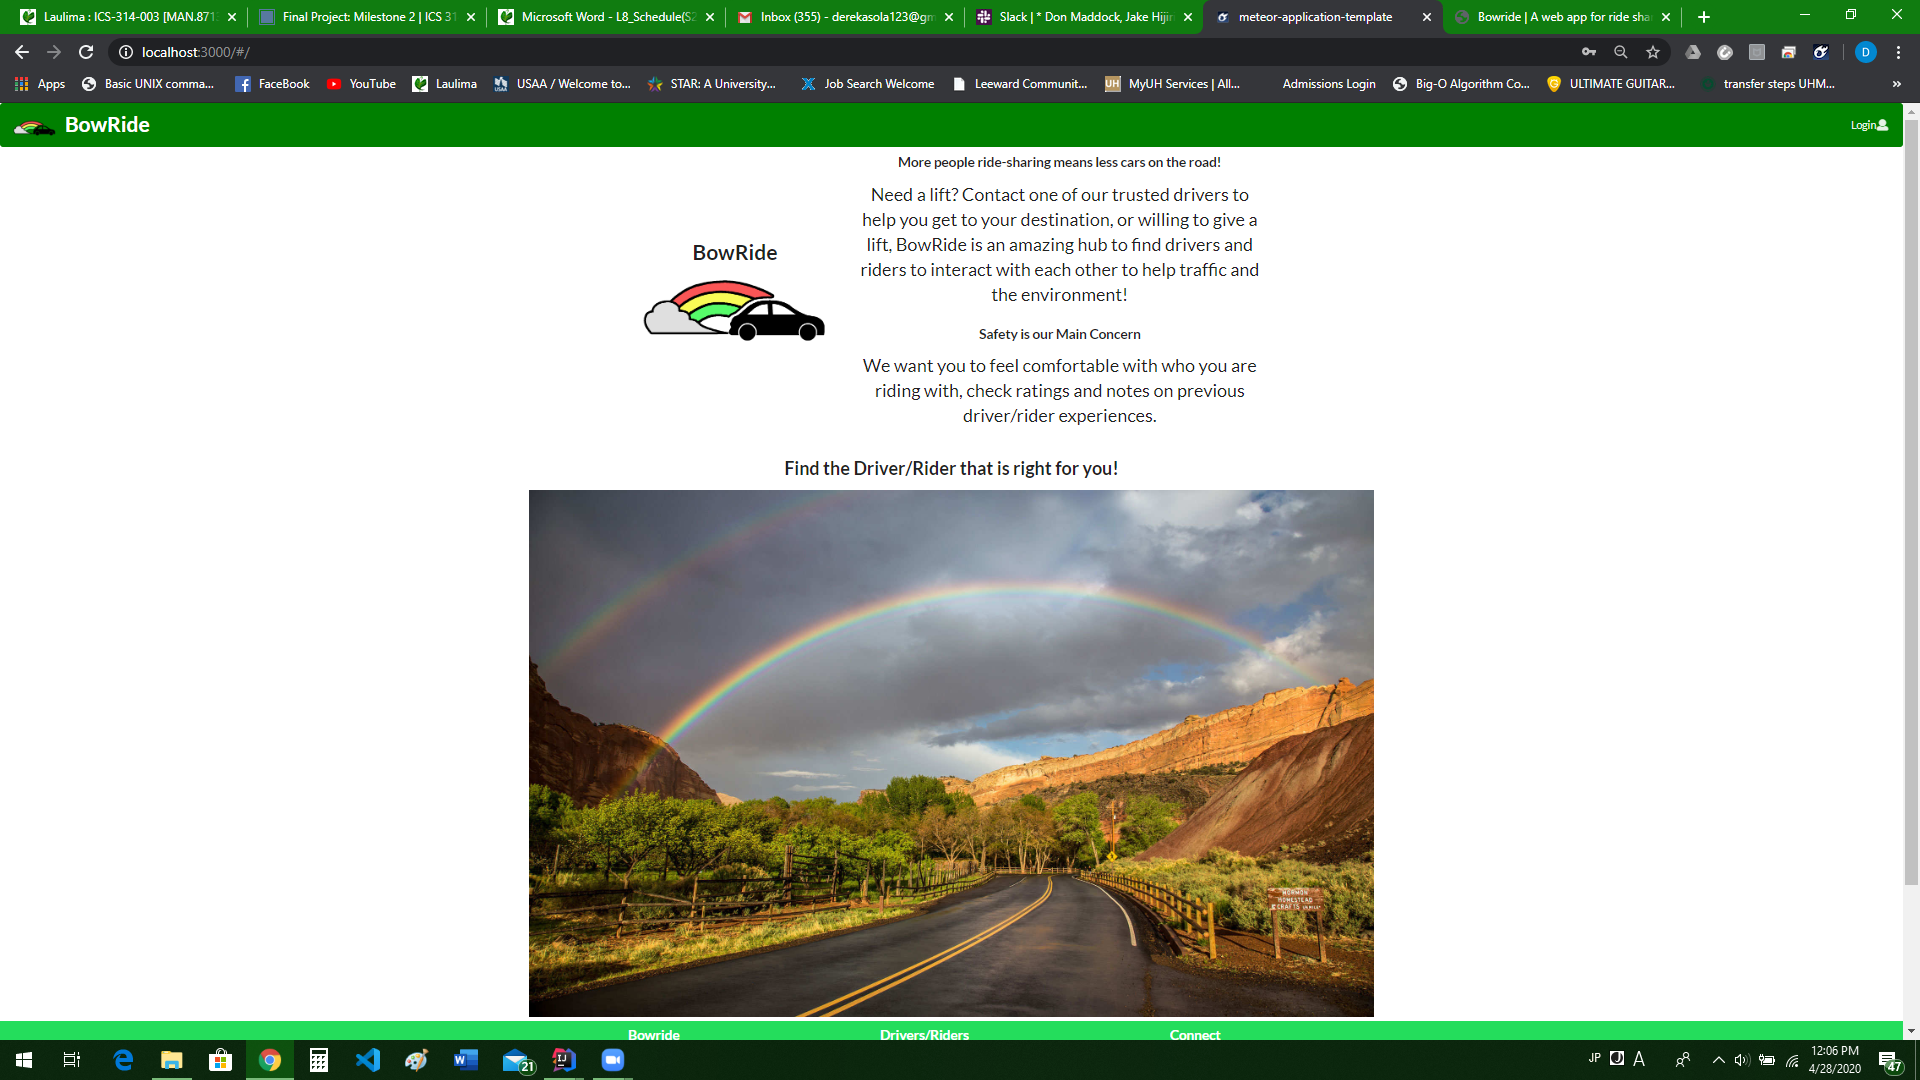 Laulima : ICS-314-003 [MAN.871
Final Project: Milestone 2 | ICS 31
Microsoft Word - L8_Schedule(S2
Inbox (355) - derekasola123@gm
Slack | * Don Maddock, Jake Hijir
meteor-application-template
Bowride | A web app for ride sha
localhost:3000/#/
D
Apps
Basic UNIX comma...
FaceBook
YouTube
Laulima
USAA / Welcome to...
STAR: A University...
Job Search Welcome
Leeward Communit...
UH
MyUH Services | All...
Admissions Login
Big-O Algorithm Co...
ULTIMATE GUITAR...
transfer steps UHM...
»
BowRide
Login
More people ride-sharing means less cars on the road!
Need a lift? Contact one of our trusted drivers to
help you get to your destination, or willing to give a
lift, BowRide is an amazing hub to find drivers and
riders to interact with each other to help traffic and
the environment!
BowRide
Safety is our Main Concern
We want you to feel comfortable with who you are
riding with, check ratings and notes on previous
driver/rider experiences.
Find the Driver/Rider that is right for you!
MORMON
HOMESTEAD
CRAFTS
Bowride
Drivers/Riders
Connect
21
JP
A
12:06 PM
4/28/2020
47